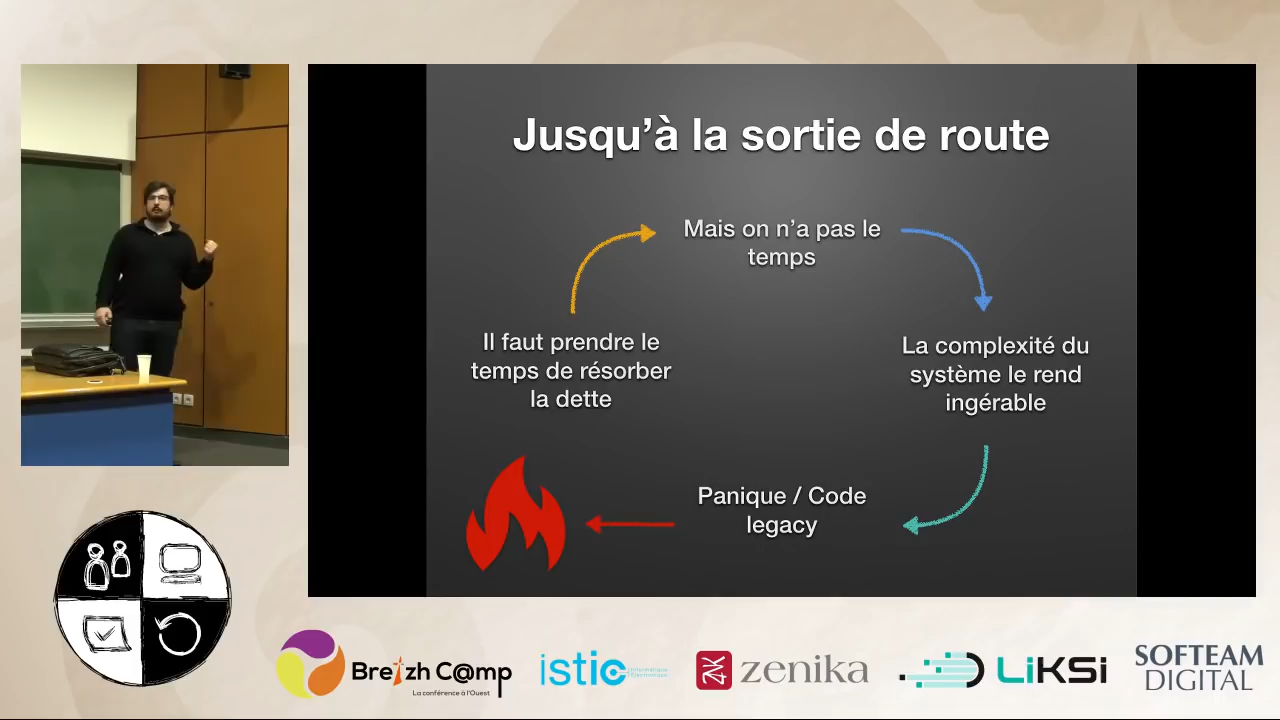 Jusqu’à la sortie de route
Mais on n’a pas le
temps
Il faut prendre le
temps de résorber
la dette
La complexité du
système le rend
ingérable
Panique / Code
legacy
Breizh C@mp
La conférence à l'Ouest
istic
Informatique
Électronique
zenika
LiKSi
SOFTEAM
DIGITAL